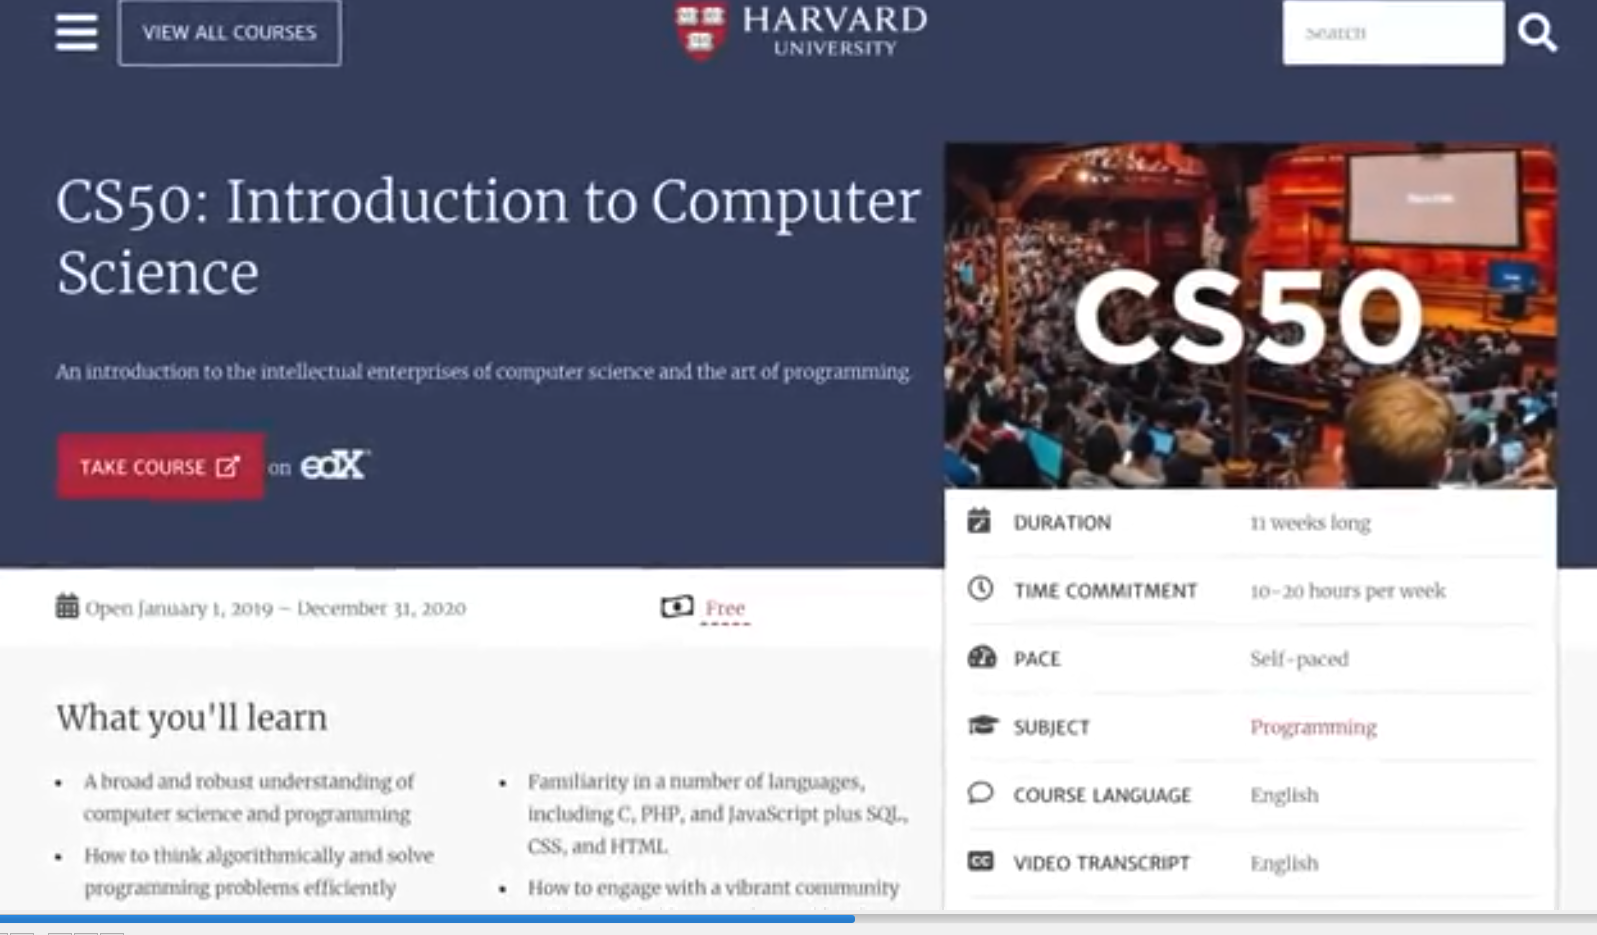 VIEW ALL COURSES
HARVARD
UNIVERSITY
Search
CS50: Introduction to Computer
Science
An introduction to the intellectual enterprises of computer science and the art of programming.
TAKE COURSE on edX
CS50
Open January 1, 2019 – December 31, 2020
Free
DURATION 11 weeks long
TIME COMMITMENT 10–20 hours per week
PACE Self-paced
SUBJECT Programming
COURSE LANGUAGE English
CC VIDEO TRANSCRIPT English
What you'll learn
• A broad and robust understanding of
computer science and programming
• How to think algorithmically and solve
programming problems efficiently
• Familiarity in a number of languages,
including C, PHP, and JavaScript plus SQL,
CSS, and HTML
• How to engage with a vibrant community